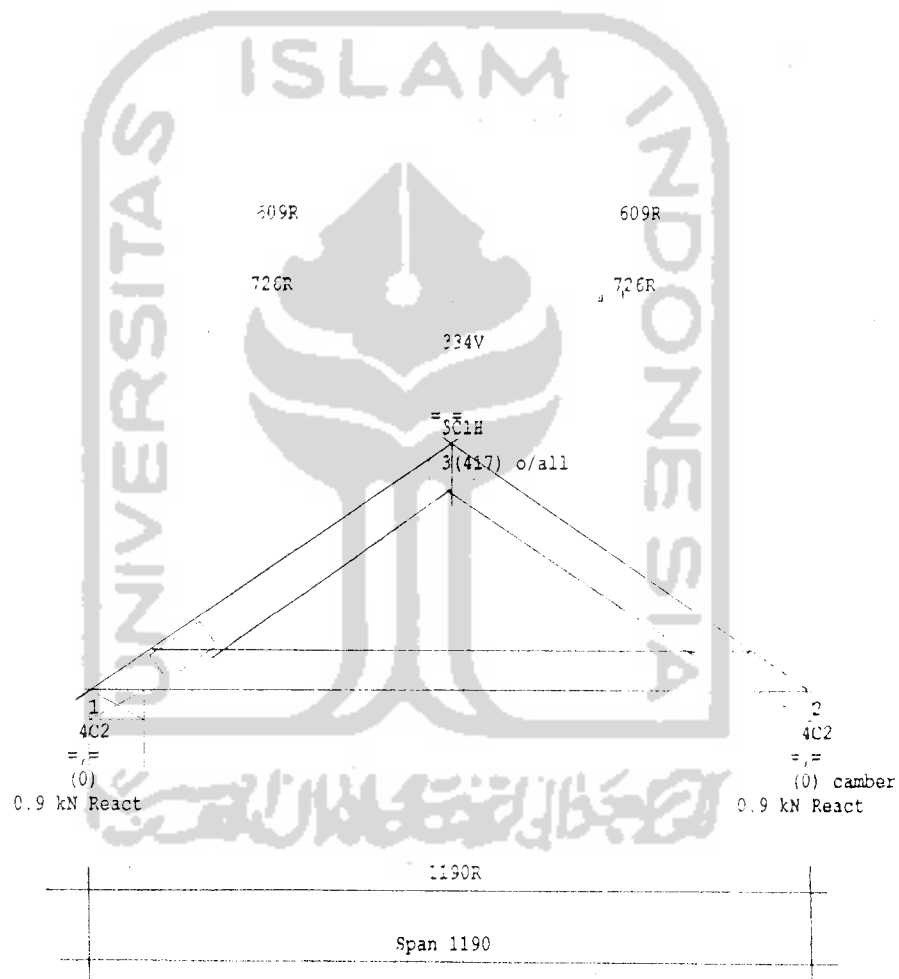 ISLAM
UNIVERSITAS
INDONESIA
609R 609R
726R 726R
334V
=,=
SC1H
3(417) o/all
1 2
4C2 4C2
=,= =,=
(0) (0) camber
0.9 kN React 0.9 kN React
1190R
Span 1190